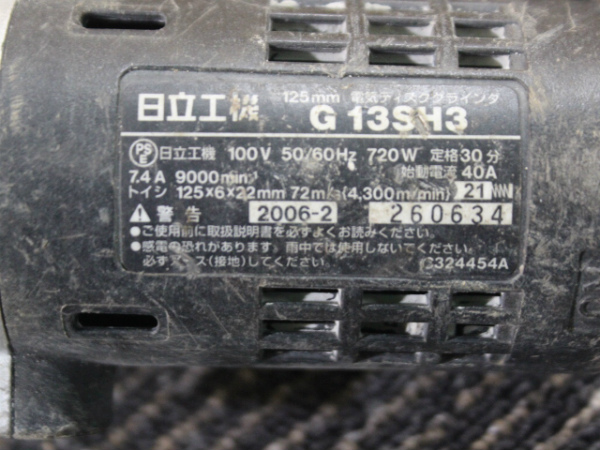 125mm 電気ディスクグラインダ
日立工機 G 13SH3
PSE 日立工機 100V 50/60Hz 720W 定格30分
7.4A 9000min⁻¹ 始動電流 40A
トイシ 125×6×22mm 72m/s(4,300m/min) 21
⚠警告 2006-2 260634
●ご使用前に取扱説明書を必ずよくお読みください。
●感電の恐れがあります。雨中では使用しないでください。
必ずアース(接地)してください。 C324454A